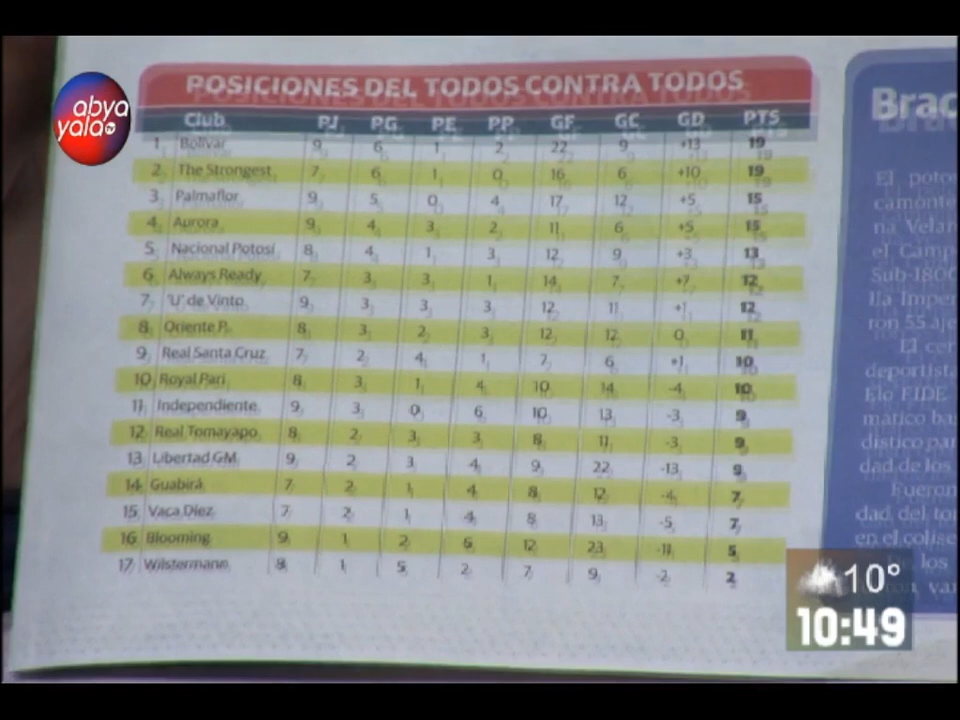 abya
yala tv
POSICIONES DEL TODOS CONTRA TODOS
Club PJ PG PE PP GF GC GD PTS
1 Bolívar 9 6 1 2 22 9 +13 19
2 The Strongest 7 6 1 0 16 6 +10 19
3 Palmaflor 9 5 0 4 17 12 +5 15
4 Aurora 9 4 3 2 11 6 +5 15
5 Nacional Potosí 8 4 1 3 12 9 +3 13
6 Always Ready 7 3 3 1 14 7 +7 12
7 'U' de Vinto 9 3 3 3 12 11 +1 12
8 Oriente P. 8 3 2 3 12 12 0 11
9 Real Santa Cruz 7 2 4 1 7 6 +1 10
10 Royal Pari 8 3 1 4 10 14 -4 10
11 Independiente 9 3 0 6 10 13 -3 9
12 Real Tomayapo 8 2 3 3 8 11 -3 9
13 Libertad GM 9 2 3 4 9 22 -13 9
14 Guabirá 7 2 1 4 8 12 -4 7
15 Vaca Díez 7 2 1 4 8 13 -5 7
16 Blooming 9 1 2 6 12 23 -11 5
17 Wilstermann 8 1 5 2 7 9 -2 2
Brac
El poto
camonte
na Velar
el Camp
Sub-1800
lla Imper
ron 55 aje
El cer
deportista
Elo FIDE
mático ba
dístico par
dad de los
Fueron
dad del tor
en el colise
los
10°
10:49